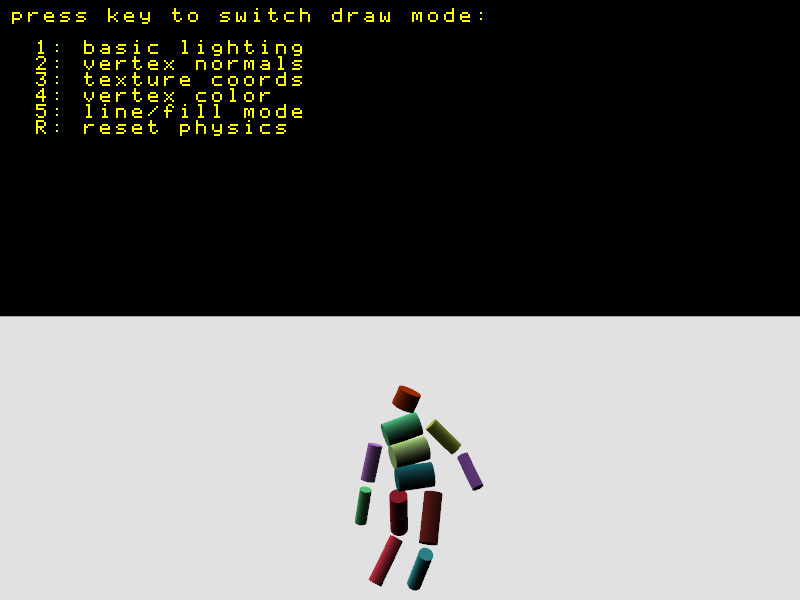 press key to switch draw mode:
1: basic lighting
2: vertex normals
3: texture coords
4: vertex color
5: line/fill mode
R: reset physics